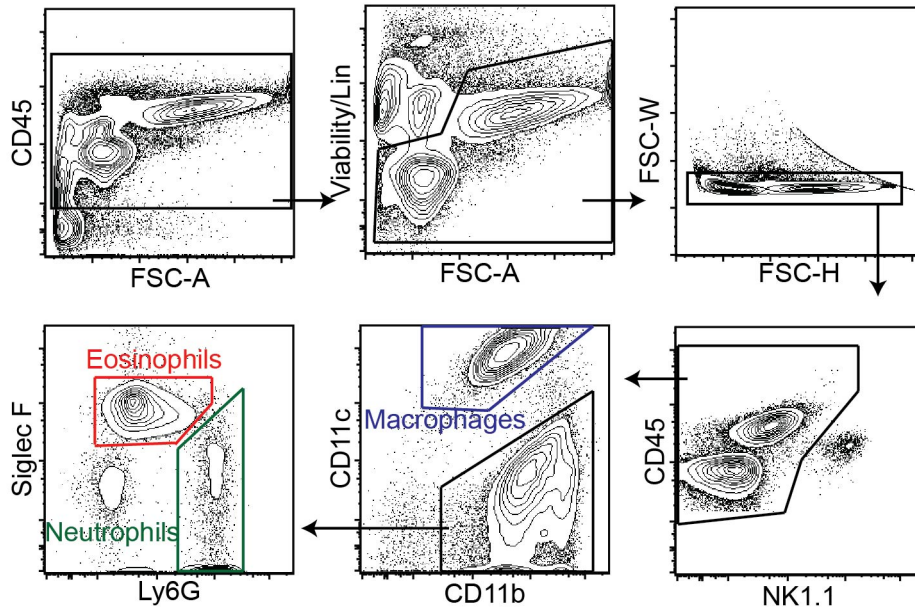 CD45
FSC-A
Viability/Lin
FSC-A
FSC-W
FSC-H
Siglec F
Eosinophils
Neutrophils
Ly6G
CD11c
Macrophages
CD11b
CD45
NK1.1